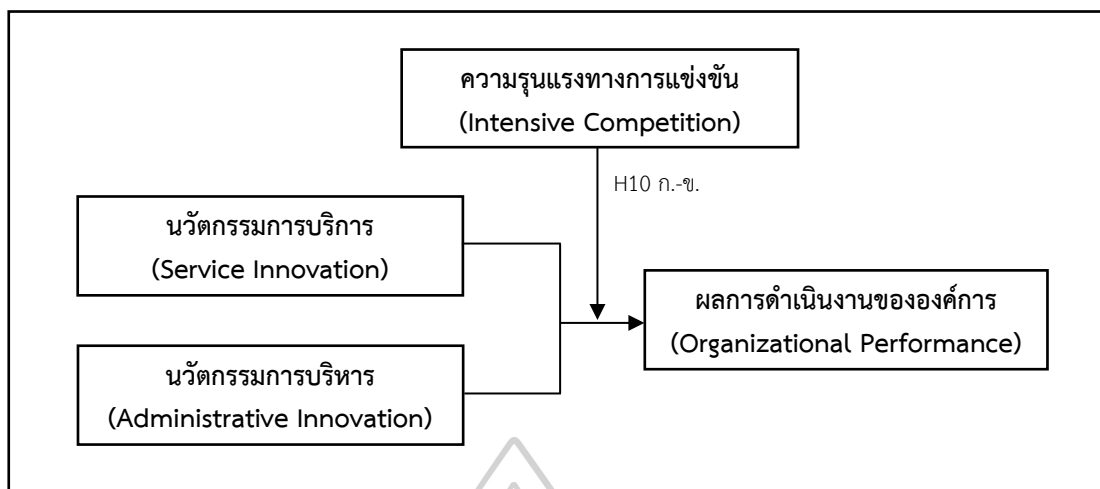 ความรุนแรงทางการแข่งขัน
(Intensive Competition)
H10 ก.-ข.
นวัตกรรมการบริการ
(Service Innovation)
ผลการดำเนินงานขององค์การ
(Organizational Performance)
นวัตกรรมการบริหาร
(Administrative Innovation)